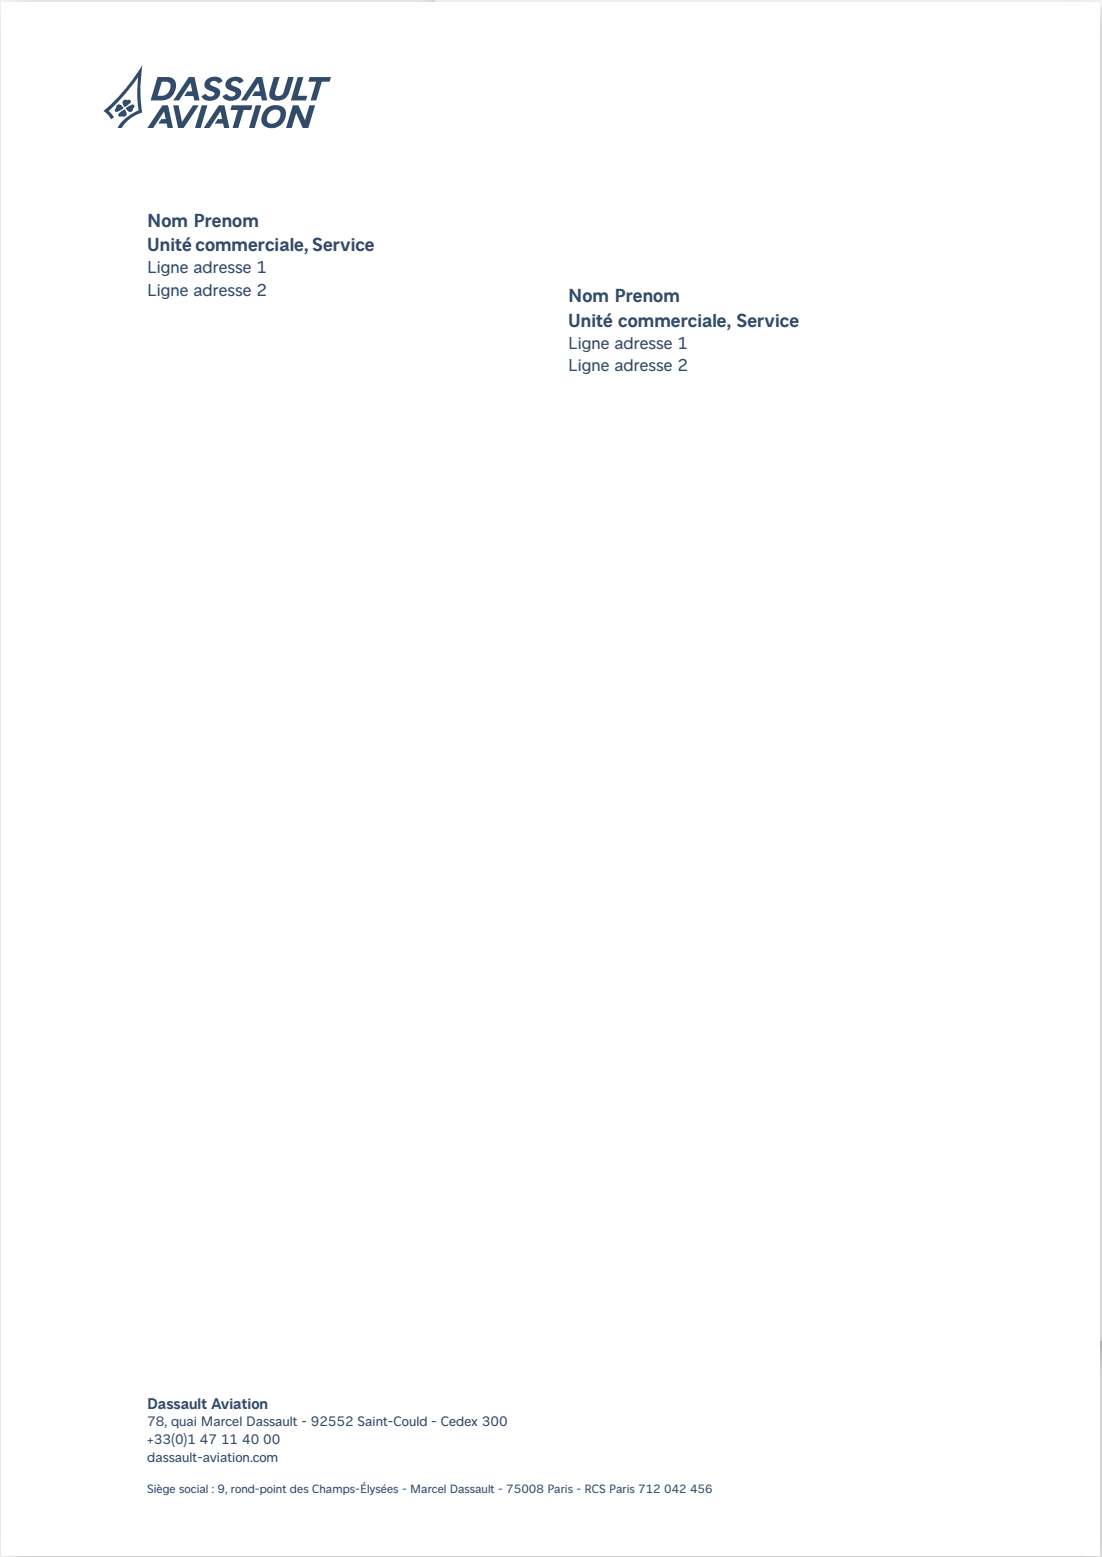 DASSAULT
AVIATION
Nom Prenom
Unité commerciale, Service
Ligne adresse 1
Ligne adresse 2
Nom Prenom
Unité commerciale, Service
Ligne adresse 1
Ligne adresse 2
Dassault Aviation
78, quai Marcel Dassault - 92552 Saint-Could - Cedex 300
+33(0)1 47 11 40 00
dassault-aviation.com
Siège social : 9, rond-point des Champs-Élysées - Marcel Dassault - 75008 Paris - RCS Paris 712 042 456